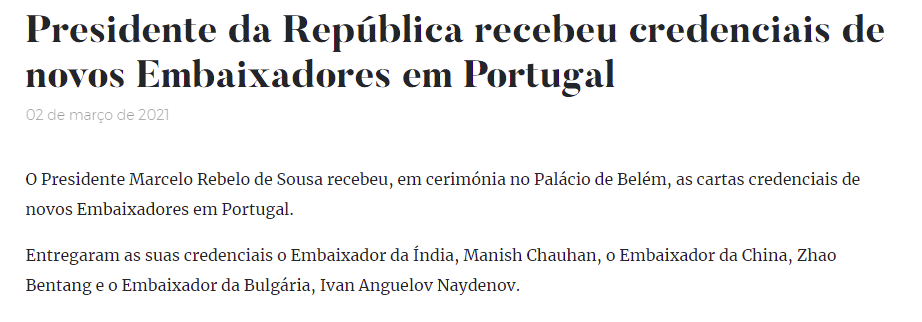 Presidente da República recebeu credenciais de
novos Embaixadores em Portugal
02 de março de 2021
O Presidente Marcelo Rebelo de Sousa recebeu, em cerimónia no Palácio de Belém, as cartas credenciais de
novos Embaixadores em Portugal.
Entregaram as suas credenciais o Embaixador da Índia, Manish Chauhan, o Embaixador da China, Zhao
Bentang e o Embaixador da Bulgária, Ivan Anguelov Naydenov.